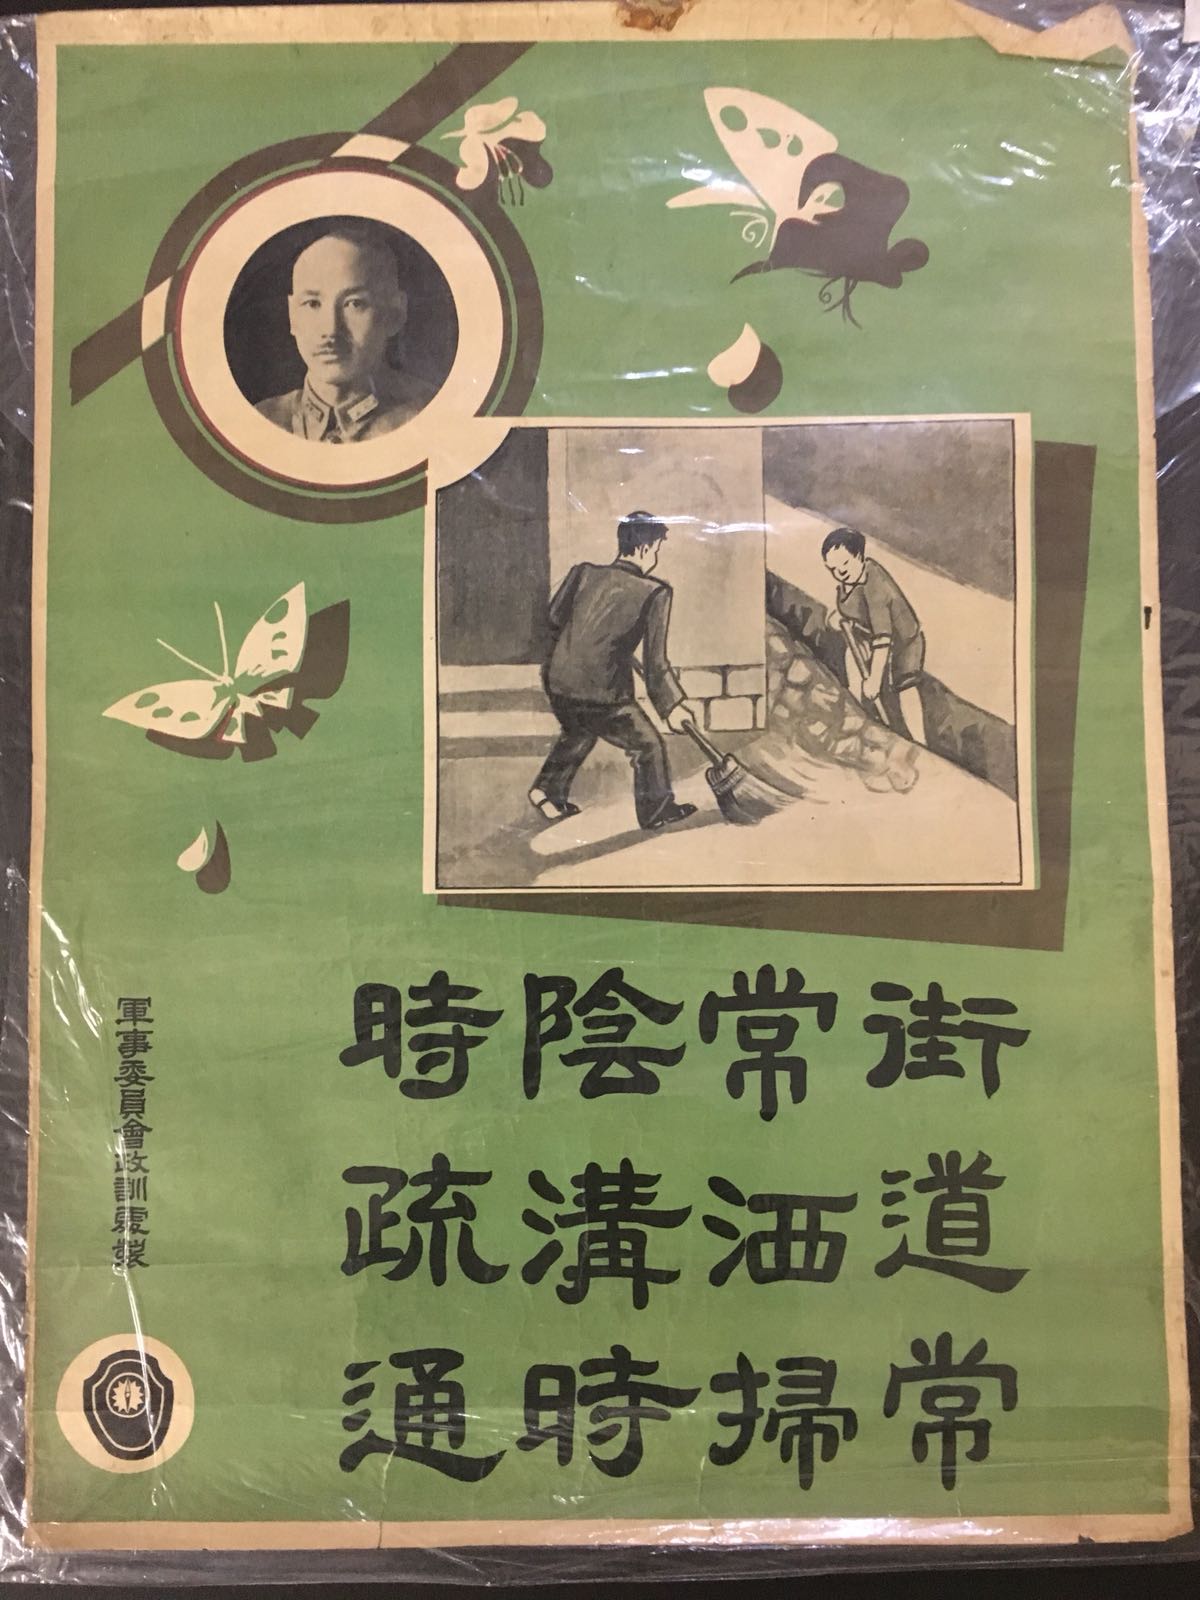 街道常
常洒掃
陰溝時
時疏通
軍事委員會政訓處製